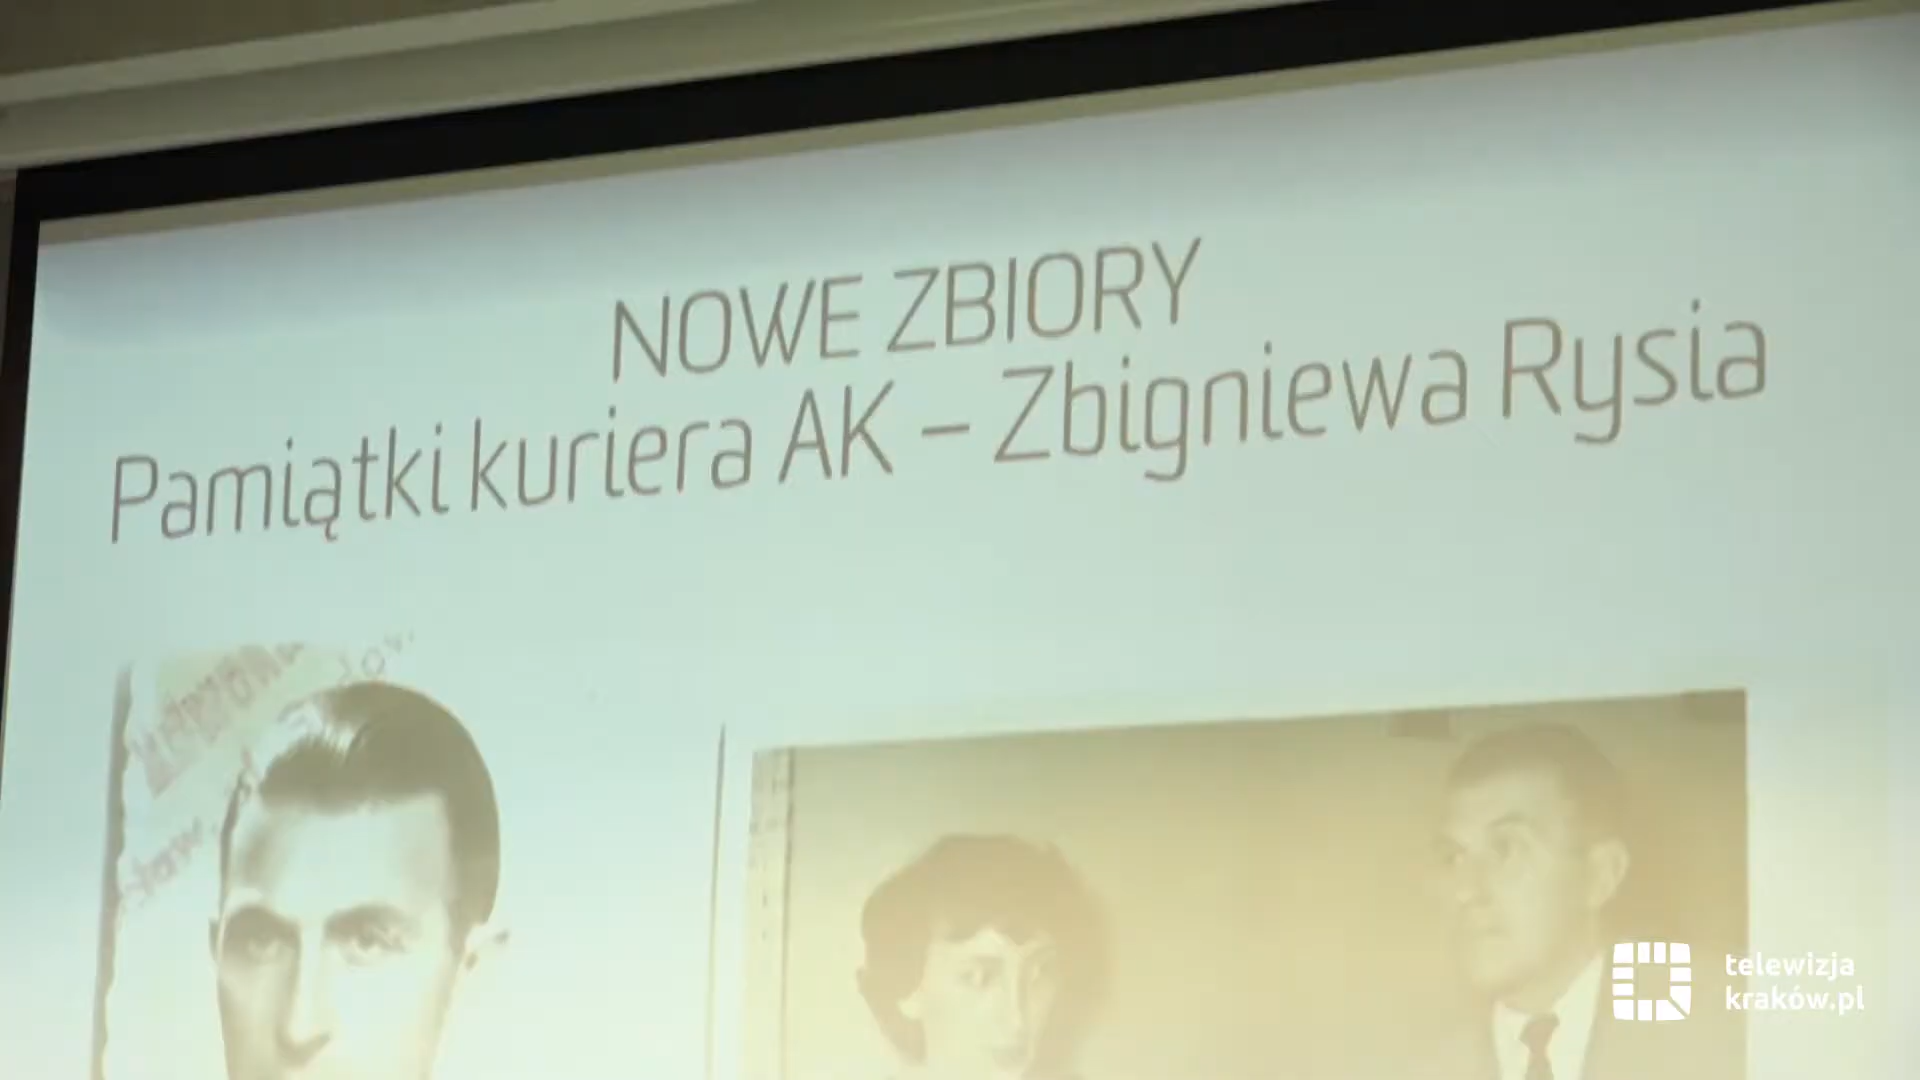 NOWE ZBIORY
Pamiątki kuriera AK – Zbigniewa Rysia
telewizja
kraków.pl